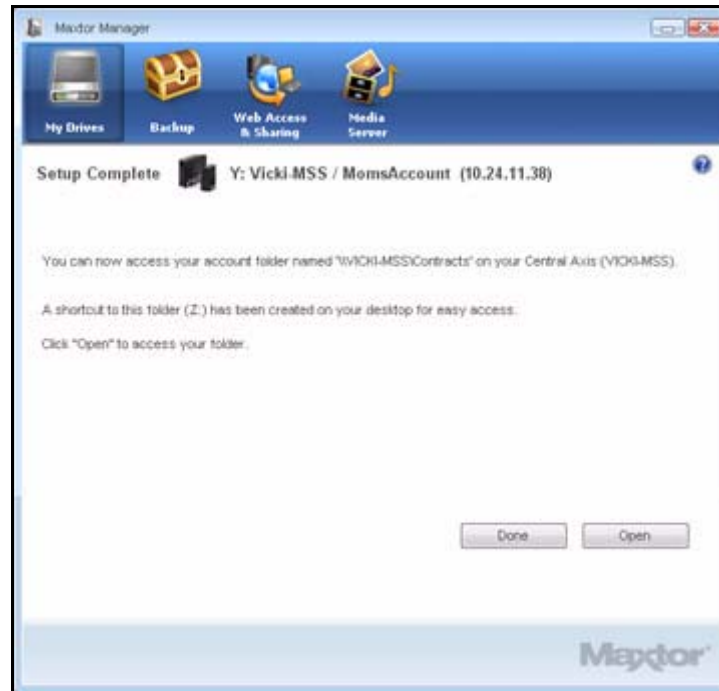 Maxtor Manager
My Drives
Backup
Web Access
& Sharing
Media
Server
Setup Complete
Y: Vicki-MSS / MomsAccount (10.24.11.38)
?
You can now access your account folder named '\\VICKI-MSS\Contracts' on your Central Axis (VICKI-MSS).
A shortcut to this folder (Z:) has been created on your desktop for easy access.
Click "Open" to access your folder.
Done
Open
Maxtor